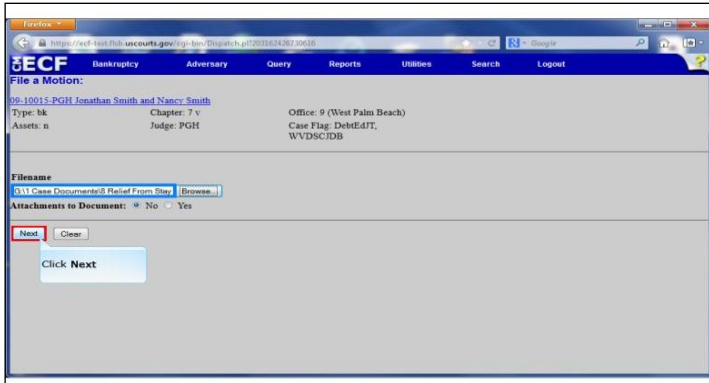 Firefox
https://ecf-test.flsb.uscourts.gov/cgi-bin/Dispatch.pl?203162426730616
Google
ECF Bankruptcy Adversary Query Reports Utilities Search Logout ?
File a Motion:
09-10015-PGH Jonathan Smith and Nancy Smith
Type: bk Chapter: 7 v Office: 9 (West Palm Beach)
Assets: n Judge: PGH Case Flag: DebtEdJT,
WVDSCJDB
Filename
G:\1 Case Documents\8 Relief From Stay Browse...
Attachments to Document: No Yes
Next Clear
Click Next